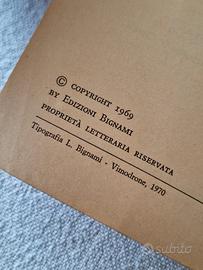 © COPYRIGHT 1969
BY EDIZIONI BIGNAMI
PROPRIETÀ LETTERARIA RISERVATA
Tipografia L. Bignami - Vimodrone, 1970
subito